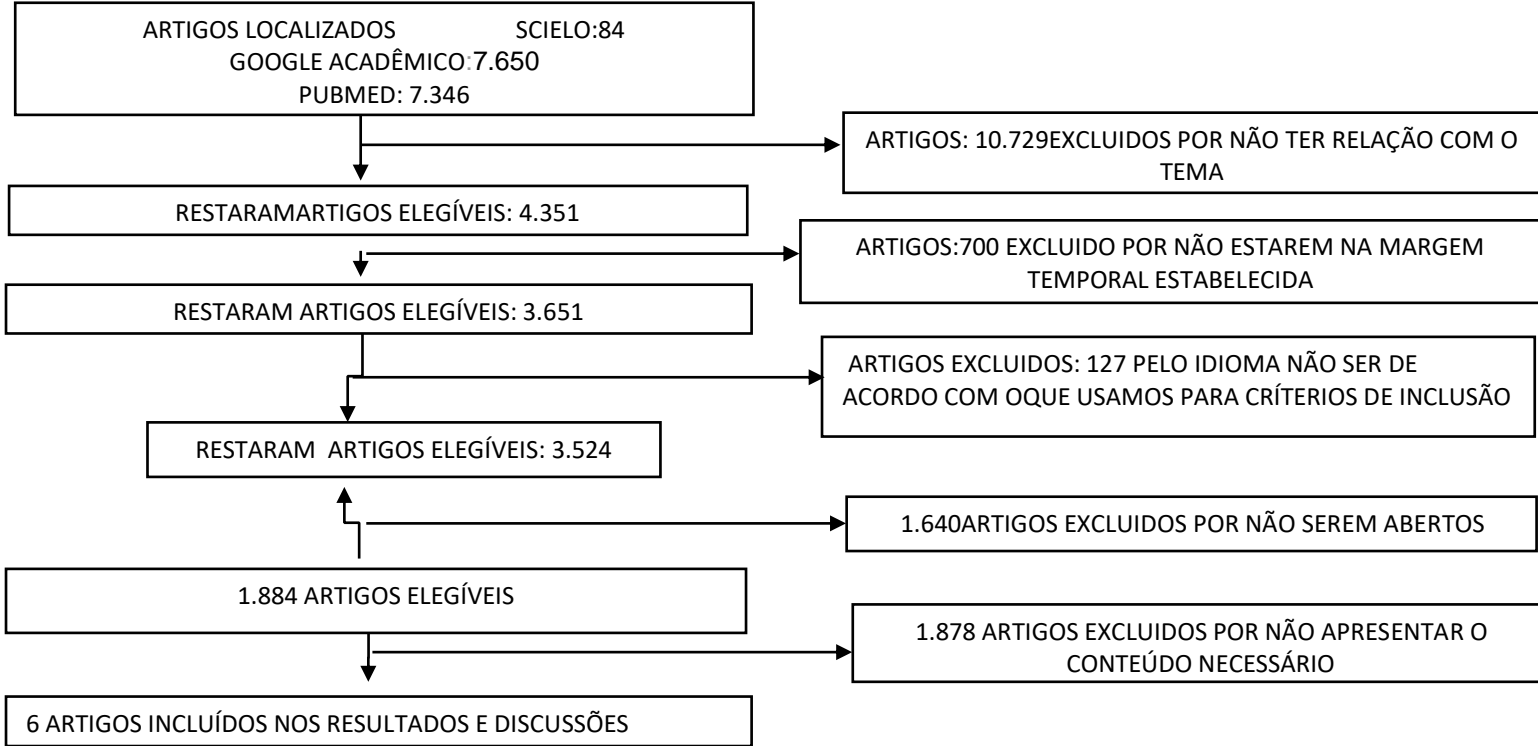 ARTIGOS LOCALIZADOS SCIELO:84
GOOGLE ACADÊMICO:7.650
PUBMED: 7.346
ARTIGOS: 10.729EXCLUIDOS POR NÃO TER RELAÇÃO COM O
TEMA
RESTARAMARTIGOS ELEGÍVEIS: 4.351
ARTIGOS:700 EXCLUIDO POR NÃO ESTAREM NA MARGEM
TEMPORAL ESTABELECIDA
RESTARAM ARTIGOS ELEGÍVEIS: 3.651
ARTIGOS EXCLUIDOS: 127 PELO IDIOMA NÃO SER DE
ACORDO COM OQUE USAMOS PARA CRÍTERIOS DE INCLUSÃO
RESTARAM ARTIGOS ELEGÍVEIS: 3.524
1.640ARTIGOS EXCLUIDOS POR NÃO SEREM ABERTOS
1.884 ARTIGOS ELEGÍVEIS
1.878 ARTIGOS EXCLUIDOS POR NÃO APRESENTAR O
CONTEÚDO NECESSÁRIO
6 ARTIGOS INCLUÍDOS NOS RESULTADOS E DISCUSSÕES